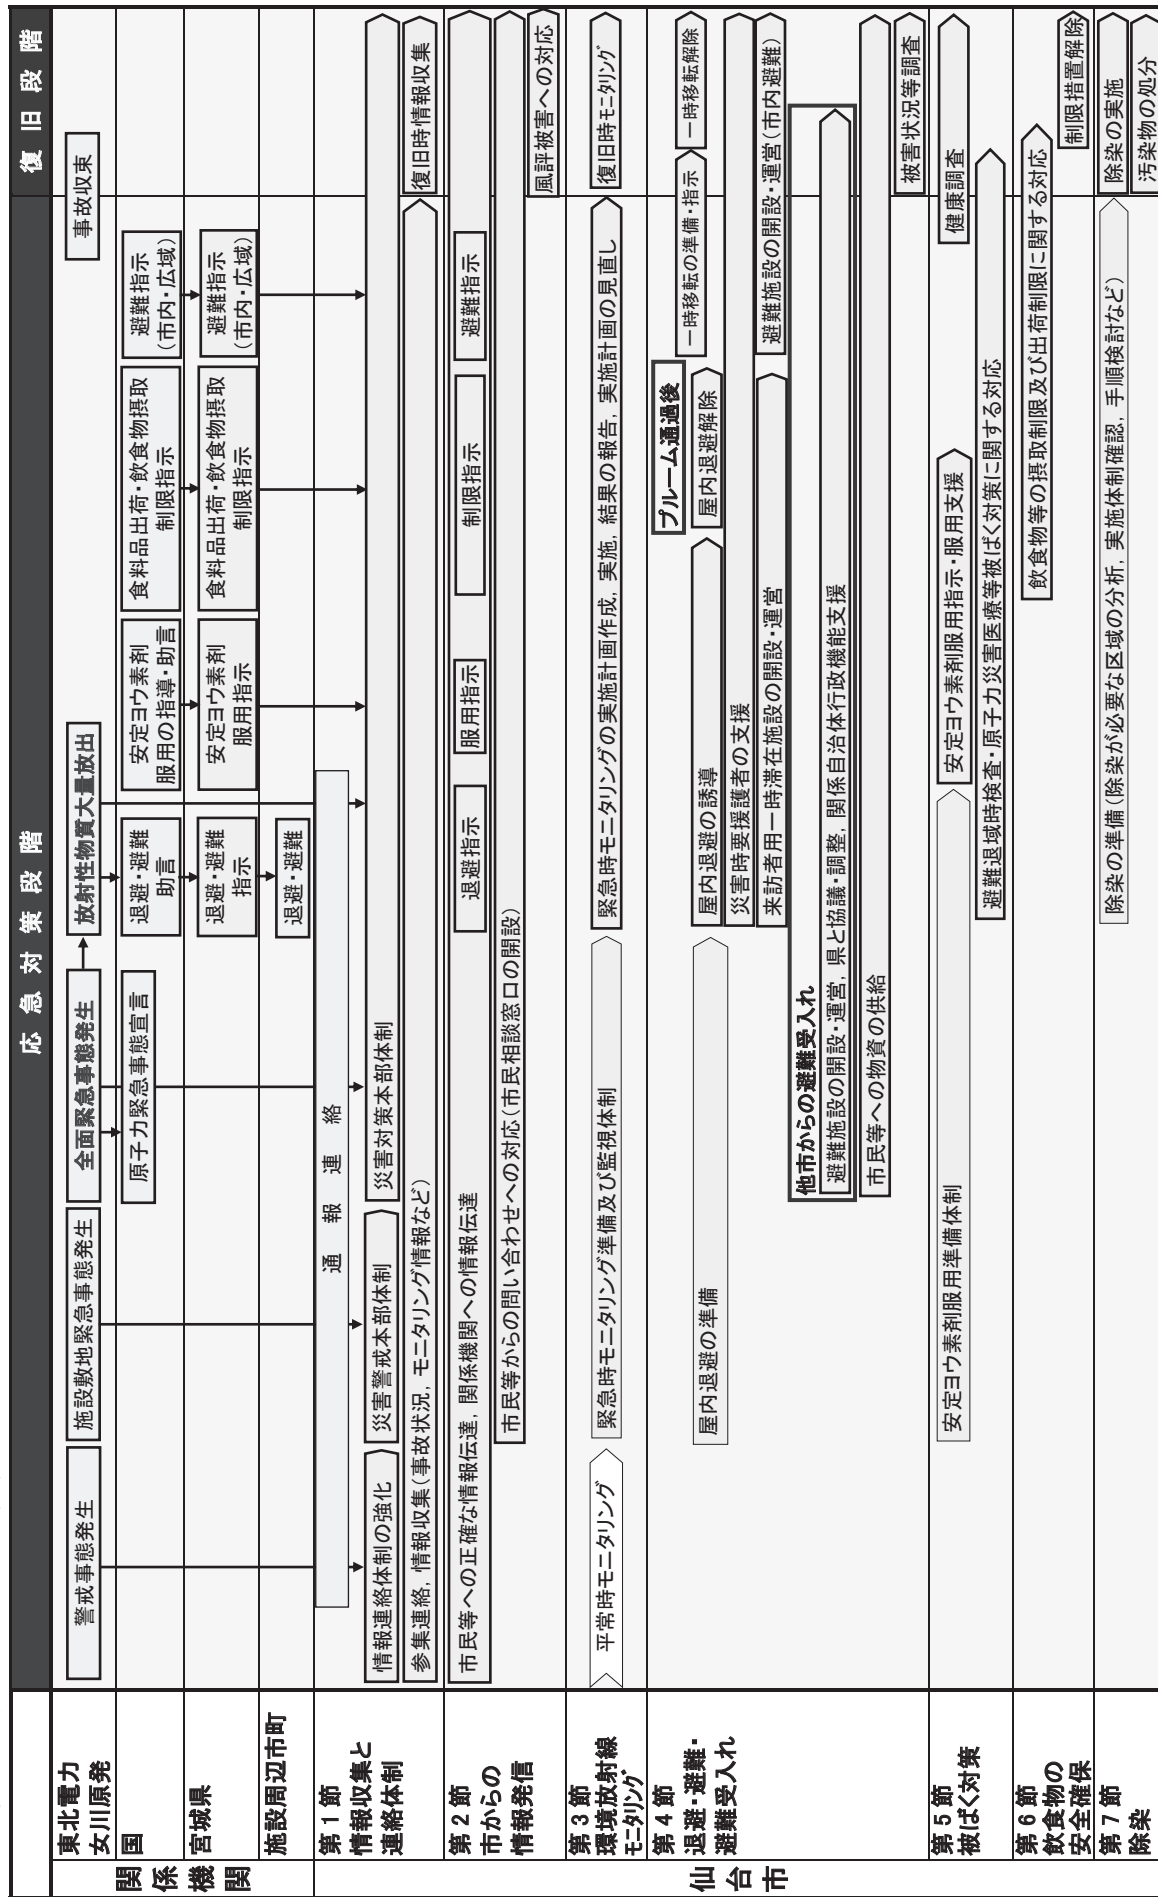 応急対策段階
復旧段階
関係機関
東北電力
女川原発
警戒事態発生
施設敷地緊急事態発生
全面緊急事態発生
放射性物質大量放出
事故収束
国
原子力緊急事態宣言
退避・避難
助言
安定ヨウ素剤
服用の指導・助言
食料品出荷・飲食物摂取
制限指示
避難指示
(市内・広域)
宮城県
退避・避難
指示
安定ヨウ素剤
服用指示
食料品出荷・飲食物摂取
制限指示
避難指示
(市内・広域)
施設周辺市町
退避・避難
仙台市
第1節
情報収集と
連絡体制
通報連絡
情報連絡体制の強化
災害警戒本部体制
災害対策本部体制
参集連絡，情報収集(事故状況，モニタリング情報など)
復旧時情報収集
第2節
市からの
情報発信
市民等への正確な情報伝達，関係機関への情報伝達
退避指示
服用指示
制限指示
避難指示
市民等からの問い合わせへの対応(市民相談窓口の開設)
風評被害への対応
第3節
環境放射線
モニタリング
平常時モニタリング
緊急時モニタリング準備及び監視体制
緊急時モニタリングの実施計画作成，実施，結果の報告，実施計画の見直し
復旧時モニタリング
第4節
退避・避難・
避難受入れ
プルーム通過後
一時移転の準備・指示
一時移転解除
屋内退避の準備
屋内退避の誘導
屋内退避解除
災害時要援護者の支援
来訪者用一時滞在施設の開設・運営
避難施設の開設・運営(市内避難)
他市からの避難受入れ
避難施設の開設・運営，県と協議・調整，関係自治体行政機能支援
市民等への物資の供給
被害状況等調査
第5節
被ばく対策
安定ヨウ素剤服用準備体制
安定ヨウ素剤服用指示・服用支援
健康調査
避難退域時検査・原子力災害医療等被ばく対策に関する対応
第6節
飲食物の
安全確保
飲食物等の摂取制限及び出荷制限に関する対応
制限措置解除
第7節
除染
除染の準備(除染が必要な区域の分析，実施体制確認，手順検討など)
除染の実施
汚染物の処分